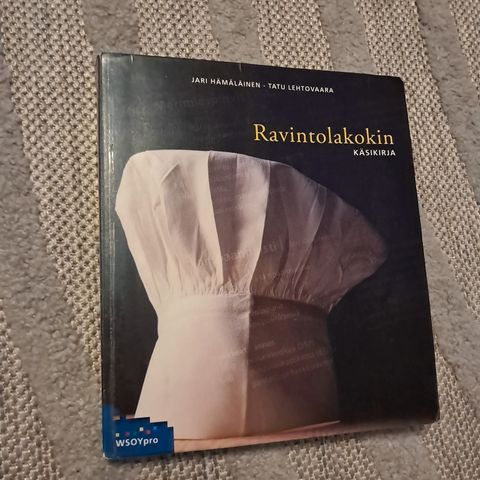 JARI HÄMÄLÄINEN - TATU LEHTOVAARA
Ravintolakokin
KÄSIKIRJA
WSOYpro